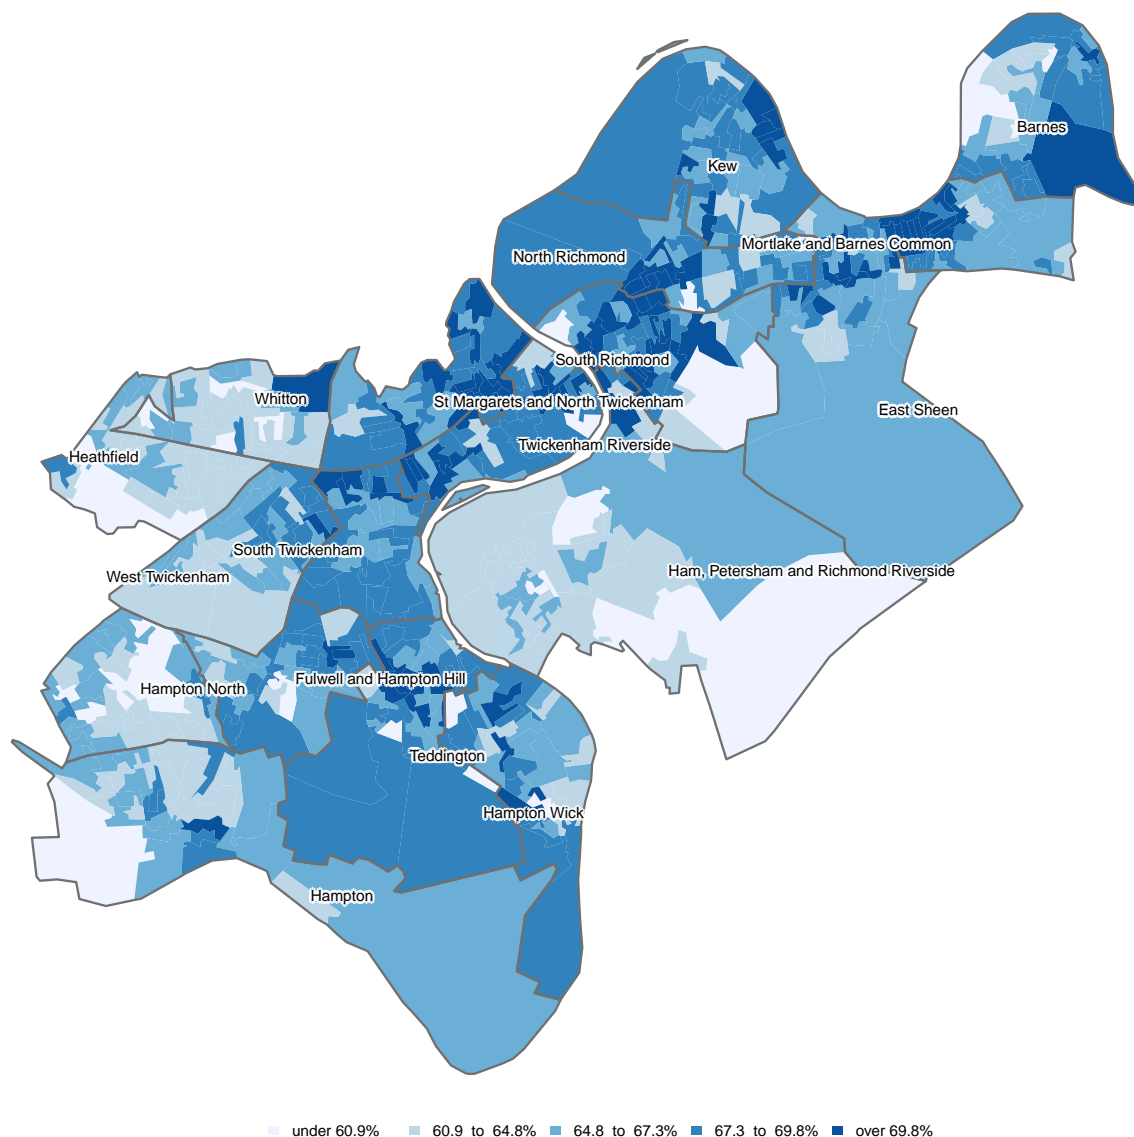 Barnes
Kew
Mortlake and Barnes Common
North Richmond
South Richmond
Whitton
St Margarets and North Twickenham
East Sheen
Twickenham Riverside
Heathfield
South Twickenham
Ham, Petersham and Richmond Riverside
West Twickenham
Fulwell and Hampton Hill
Hampton North
Teddington
Hampton Wick
Hampton
under 60.9% 60.9 to 64.8% 64.8 to 67.3% 67.3 to 69.8% over 69.8%